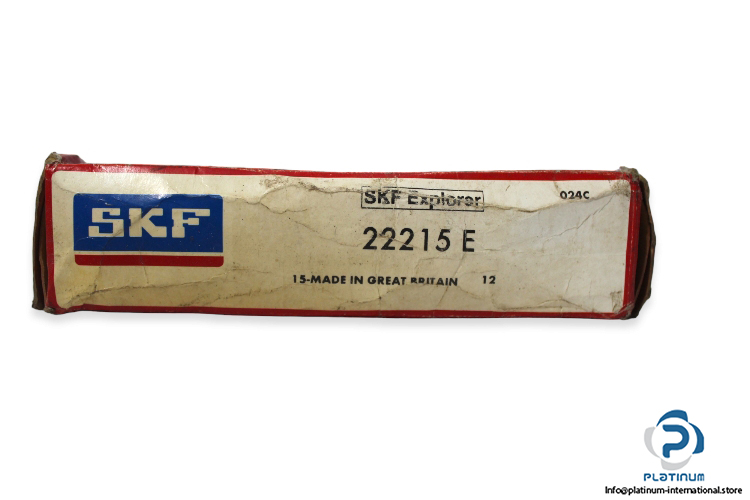 SKF
SKF Explorer
024C
22215 E
15-MADE IN GREAT BRITAIN 12
PLATINUM
Info@platinum-international.store